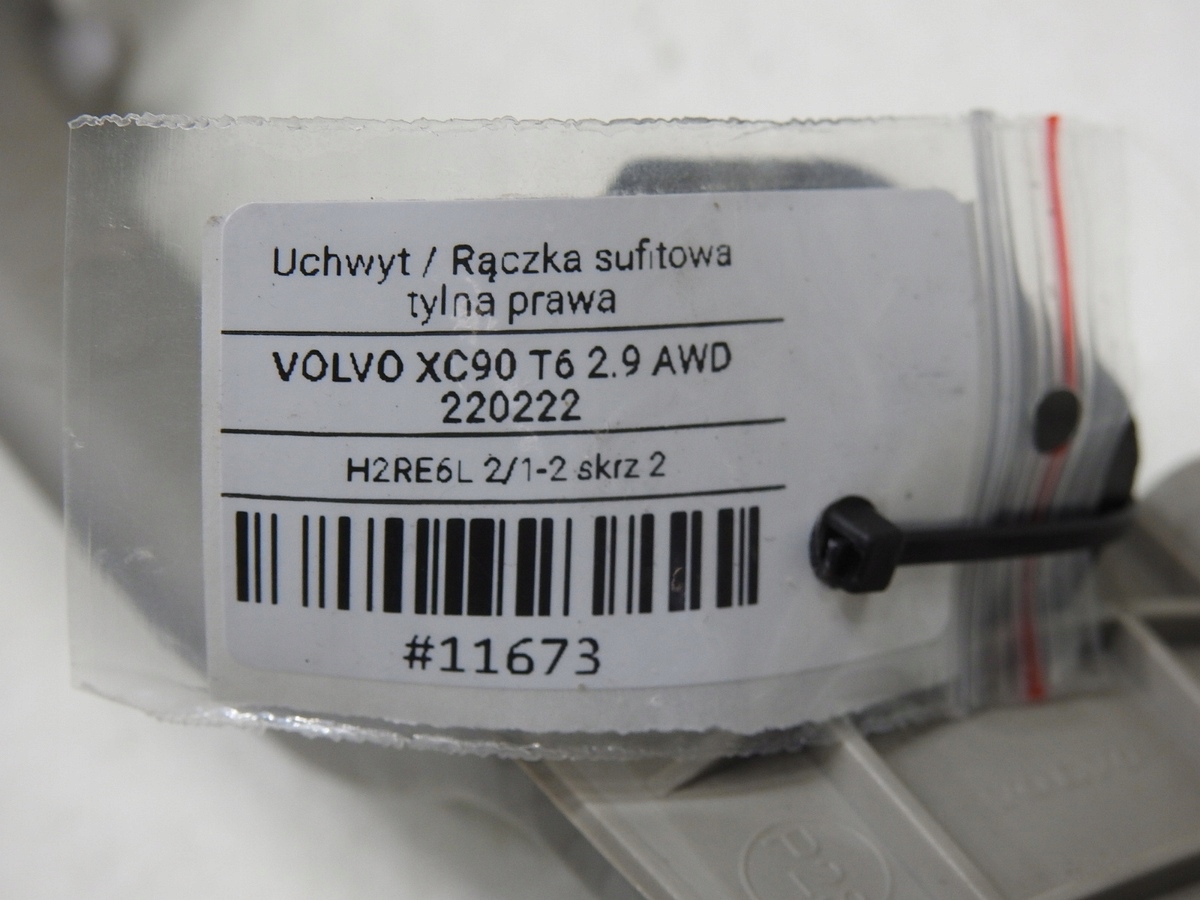 Uchwyt / Rączka sufitowa
tylna prawa
VOLVO XC90 T6 2.9 AWD
220222
H2RE6L 2/1-2 skrz 2
#11673